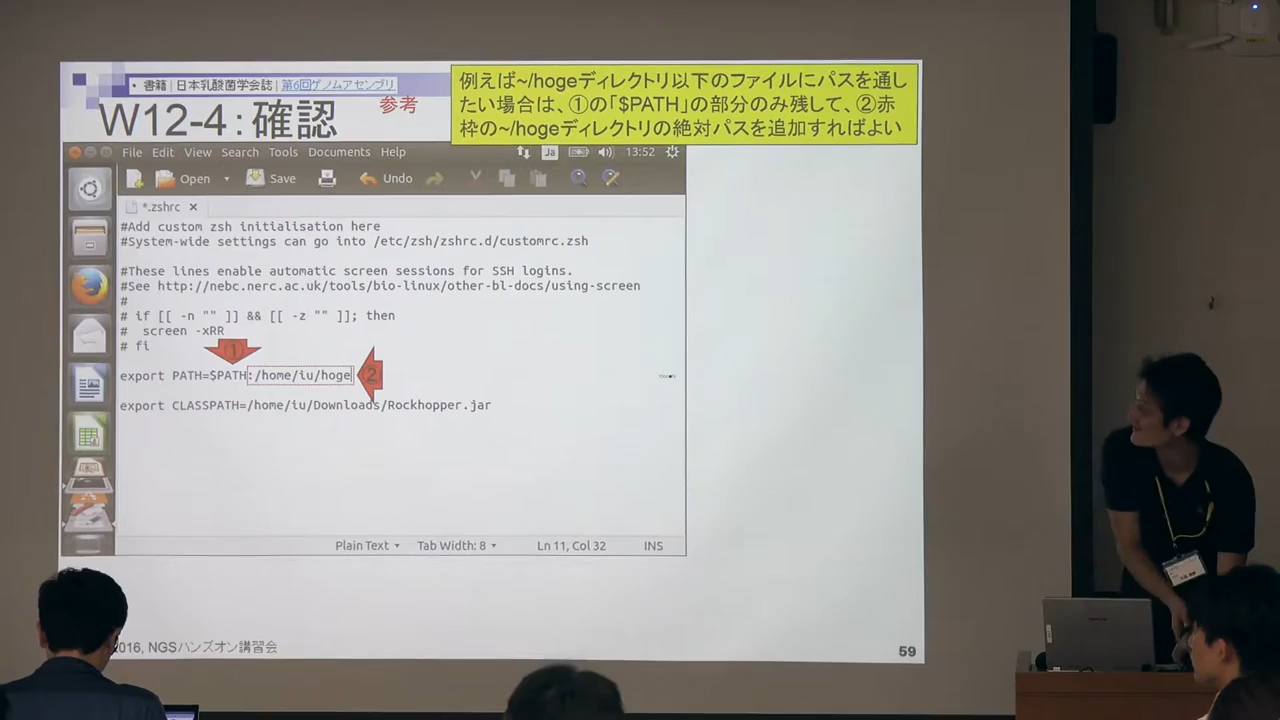 • 書籍 | 日本乳酸菌学会誌 | 第6回ゲノムアセンブリ
W12-4：確認
参考
例えば~/hogeディレクトリ以下のファイルにパスを通し
たい場合は、①の「$PATH」の部分のみ残して、②赤
枠の~/hogeディレクトリの絶対パスを追加すればよい
File Edit View Search Tools Documents Help
Ja
13:52
Open Save Undo
*.zshrc ×
#Add custom zsh initialisation here
#System-wide settings can go into /etc/zsh/zshrc.d/customrc.zsh
#These lines enable automatic screen sessions for SSH logins.
#See http://nebc.nerc.ac.uk/tools/bio-linux/other-bl-docs/using-screen
#
# if [[ -n "" ]] && [[ -z "" ]]; then
#  screen -xRR
# fi
①
export PATH=$PATH:/home/iu/hoge
②
export CLASSPATH=/home/iu/Downloads/Rockhopper.jar
Plain Text Tab Width: 8 Ln 11, Col 32 INS
2016, NGSハンズオン講習会
59